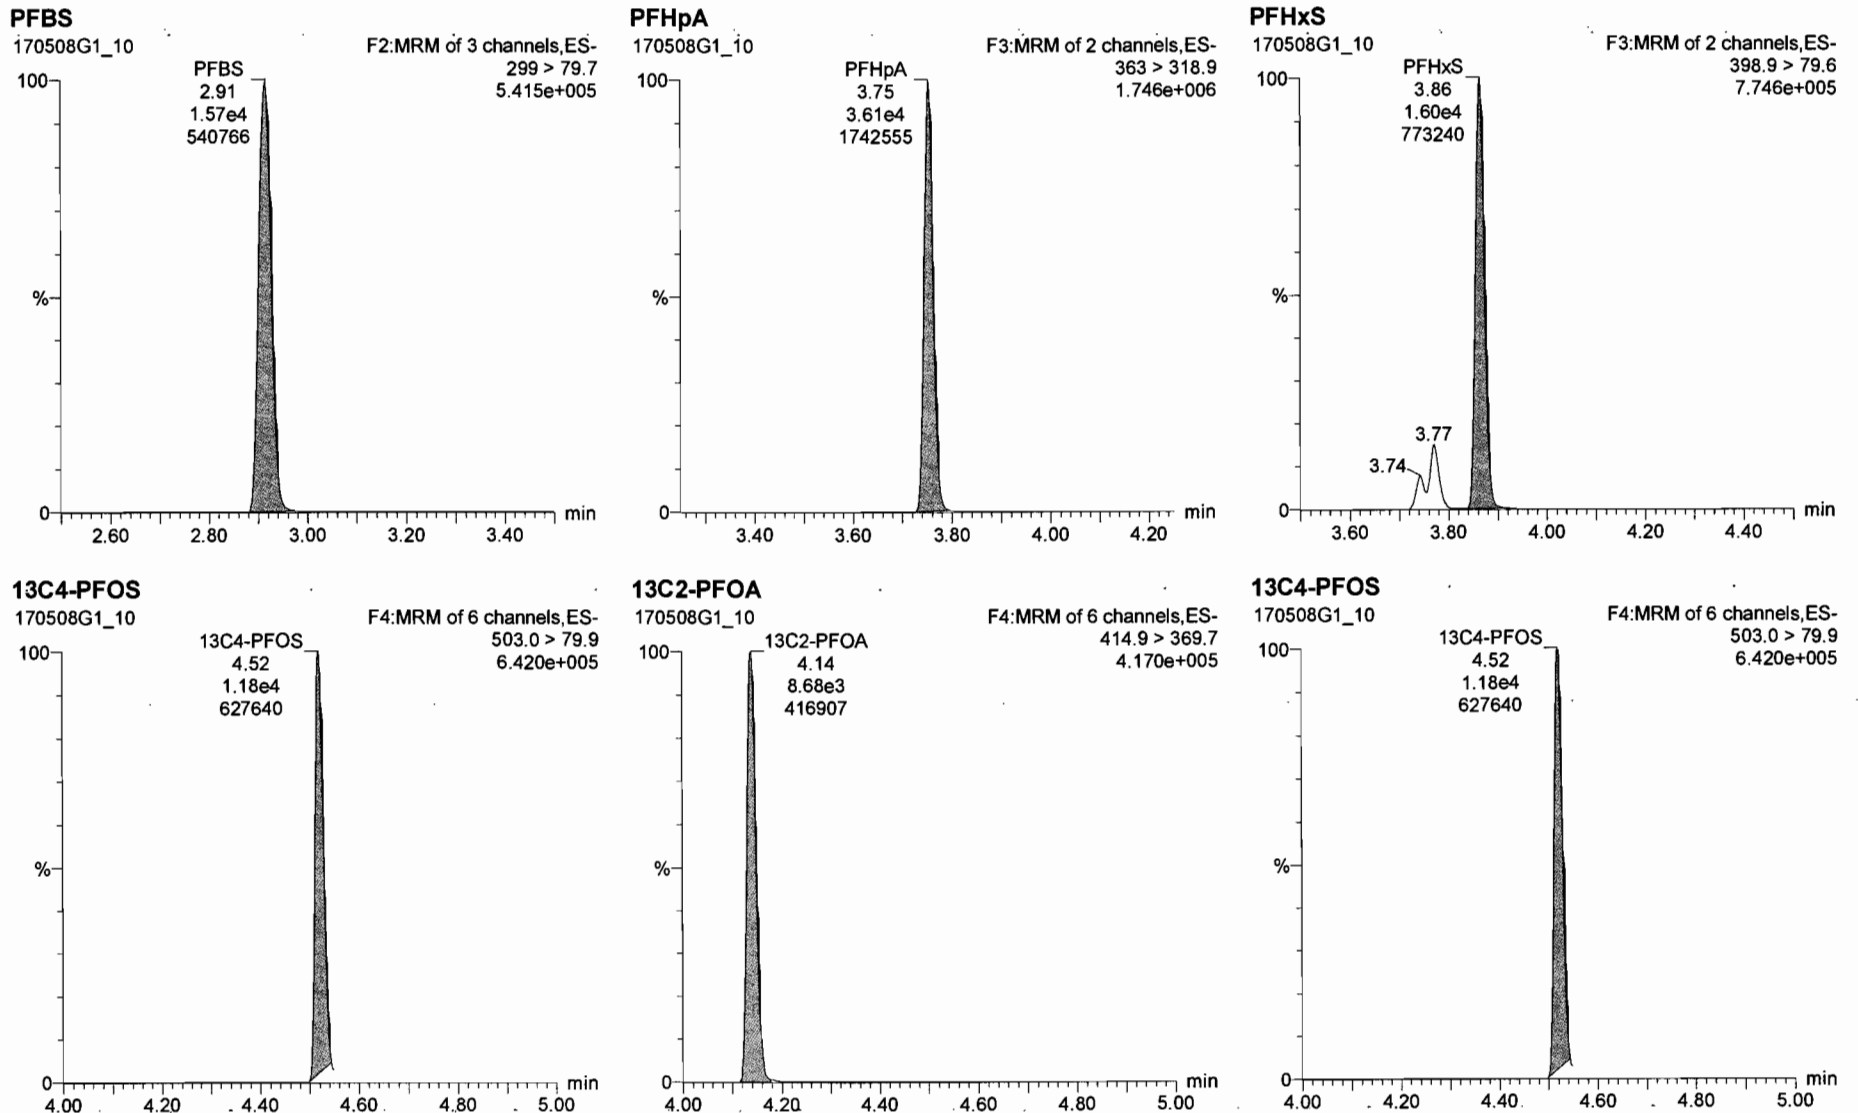 PFBS
170508G1_10
F2:MRM of 3 channels,ES-
299 > 79.7
5.415e+005
PFBS
2.91
1.57e4
540766
100
%
0
2.60 2.80 3.00 3.20 3.40
min
PFHpA
170508G1_10
F3:MRM of 2 channels,ES-
363 > 318.9
1.746e+006
PFHpA
3.75
3.61e4
1742555
100
%
0
3.40 3.60 3.80 4.00 4.20
min
PFHxS
170508G1_10
F3:MRM of 2 channels,ES-
398.9 > 79.6
7.746e+005
PFHxS
3.86
1.60e4
773240
100
%
3.77
3.74
0
3.60 3.80 4.00 4.20 4.40
min
13C4-PFOS
170508G1_10
F4:MRM of 6 channels,ES-
503.0 > 79.9
6.420e+005
13C4-PFOS
4.52
1.18e4
627640
100
%
0
4.00 4.20 4.40 4.60 4.80 5.00
min
13C2-PFOA
170508G1_10
F4:MRM of 6 channels,ES-
414.9 > 369.7
4.170e+005
13C2-PFOA
4.14
8.68e3
416907
100
%
0
4.00 4.20 4.40 4.60 4.80 5.00
min
13C4-PFOS
170508G1_10
F4:MRM of 6 channels,ES-
503.0 > 79.9
6.420e+005
13C4-PFOS
4.52
1.18e4
627640
100
%
0
4.00 4.20 4.40 4.60 4.80 5.00
min